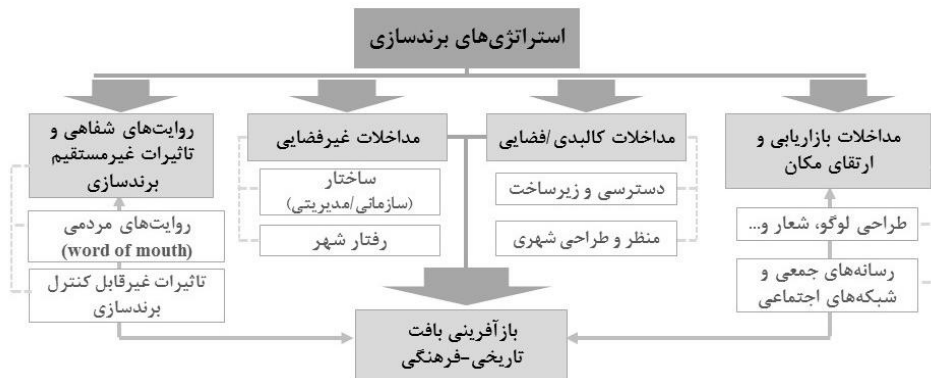 استراتژی‌های برندسازی
مداخلات بازاریابی و
ارتقای مکان
طراحی لوگو، شعار و...
رسانه‌های جمعی و
شبکه‌های اجتماعی
مداخلات کالبدی/فضایی
دسترسی و زیرساخت
منظر و طراحی شهری
مداخلات غیرفضایی
ساختار
(سازمانی/مدیریتی)
رفتار شهر
روایت‌های شفاهی و
تاثیرات غیرمستقیم
برندسازی
روایت‌های مردمی
(word of mouth)
تاثیرات غیرقابل کنترل
برندسازی
بازآفرینی بافت
تاریخی-فرهنگی